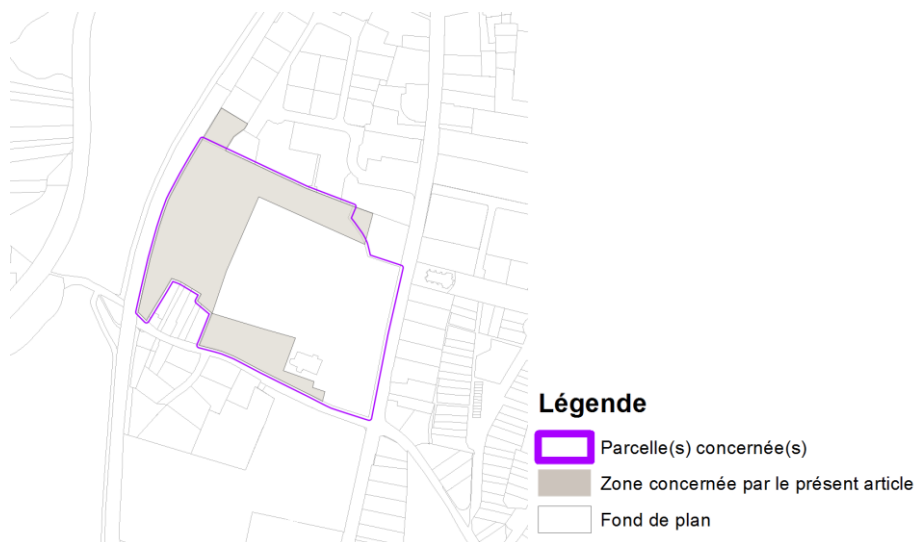 Légende
Parcelle(s) concernée(s)
Zone concernée par le présent article
Fond de plan